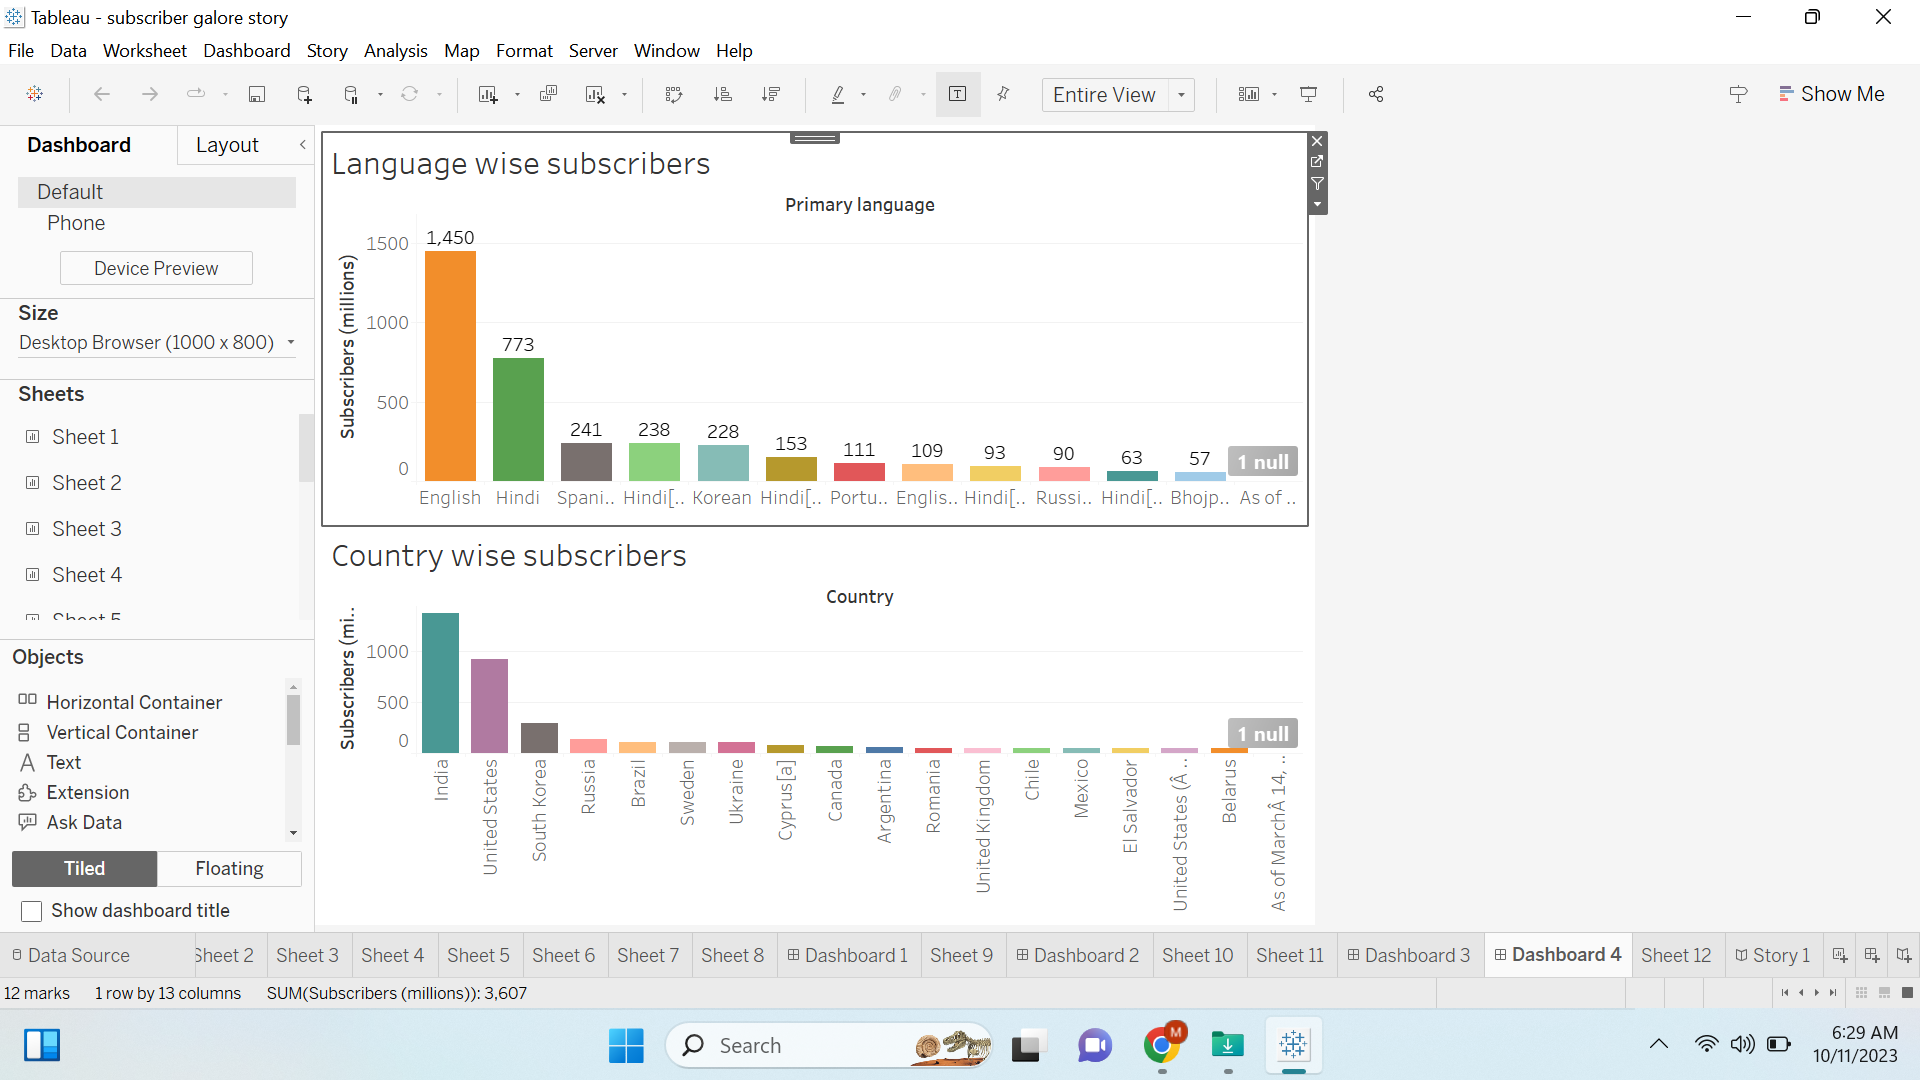 Tableau - subscriber galore story
File Data Worksheet Dashboard Story Analysis Map Format Server Window Help
Entire View
Show Me
Dashboard Layout
Default
Phone
Device Preview
Size
Desktop Browser (1000 x 800)
Sheets
Sheet 1
Sheet 2
Sheet 3
Sheet 4
Sheet 5
Objects
Horizontal Container
Vertical Container
Text
Extension
Ask Data
Tiled Floating
Show dashboard title
Language wise subscribers
Primary language
Subscribers (millions)
1500
1000
500
0
1,450 773 241 238 228 153 111 109 93 90 63 57
1 null
English Hindi Spani.. Hindi[.. Korean Hindi[.. Portu.. Englis.. Hindi[.. Russi.. Hindi[.. Bhojp.. As of ..
Country wise subscribers
Country
Subscribers (mi..
1000
500
0
1 null
India
United States
South Korea
Russia
Brazil
Sweden
Ukraine
Cyprus[a]
Canada
Argentina
Romania
United Kingdom
Chile
Mexico
El Salvador
United States (Â ..
Belarus
As of MarchÂ 14, ..
Data Source Sheet 2 Sheet 3 Sheet 4 Sheet 5 Sheet 6 Sheet 7 Sheet 8 Dashboard 1 Sheet 9 Dashboard 2 Sheet 10 Sheet 11 Dashboard 3 Dashboard 4 Sheet 12 Story 1
12 marks 1 row by 13 columns SUM(Subscribers (millions)): 3,607
Search
M
6:29 AM
10/11/2023